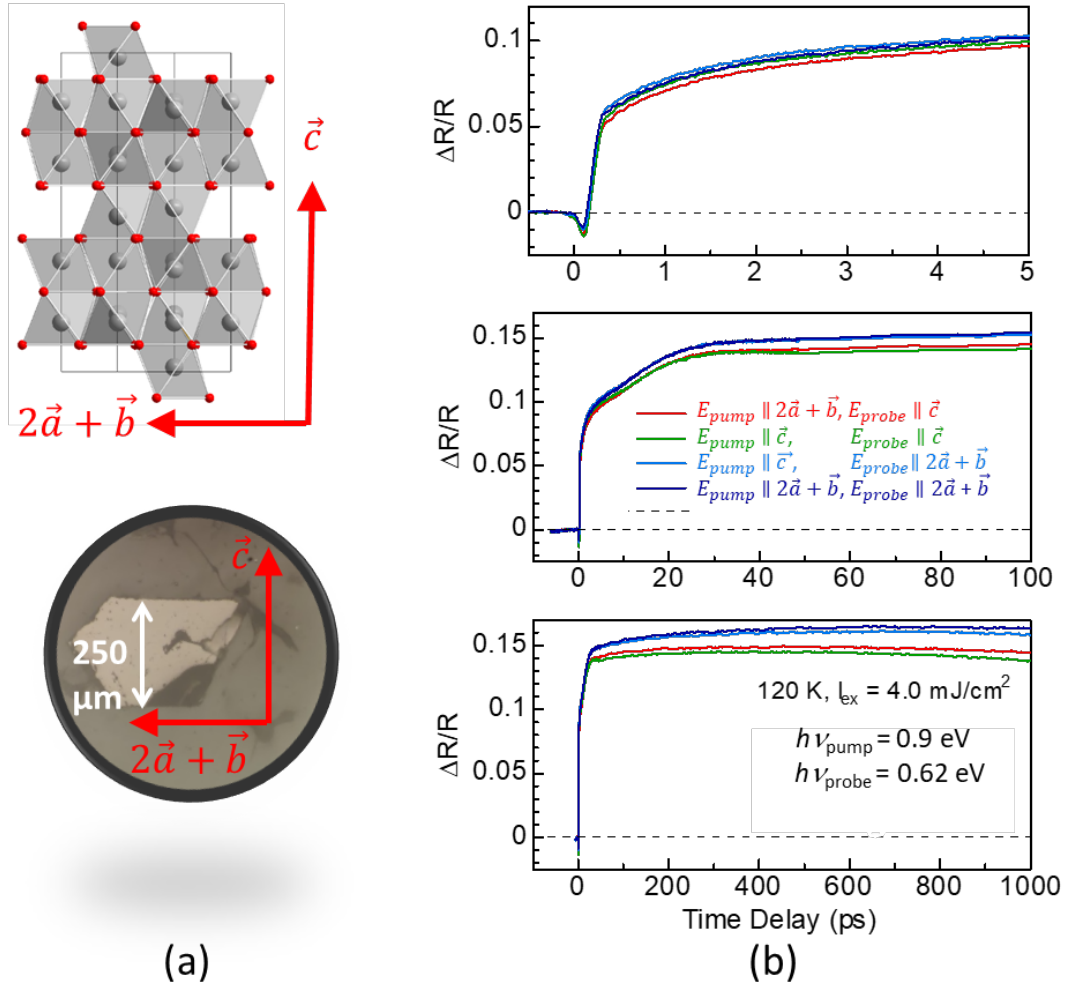 c⃗
2a⃗ + b⃗
c⃗
250
μm
2a⃗ + b⃗
(a)
0.1
0.05
0
ΔR/R
0 1 2 3 4 5
0.15
0.1
0.05
0
ΔR/R
E_pump ∥ 2a⃗ + b⃗, E_probe ∥ c⃗
E_pump ∥ c⃗, E_probe ∥ c⃗
E_pump ∥ c⃗, E_probe ∥ 2a⃗ + b⃗
E_pump ∥ 2a⃗ + b⃗, E_probe ∥ 2a⃗ + b⃗
0 20 40 60 80 100
0.15
0.1
0.05
0
ΔR/R
120 K, I_ex = 4.0 mJ/cm²
hν_pump = 0.9 eV
hν_probe = 0.62 eV
0 200 400 600 800 1000
Time Delay (ps)
(b)